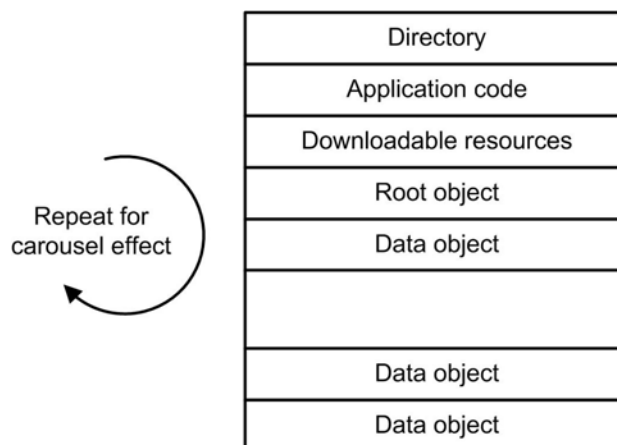 Directory
Application code
Downloadable resources
Root object
Repeat for
carousel effect
Data object
Data object
Data object